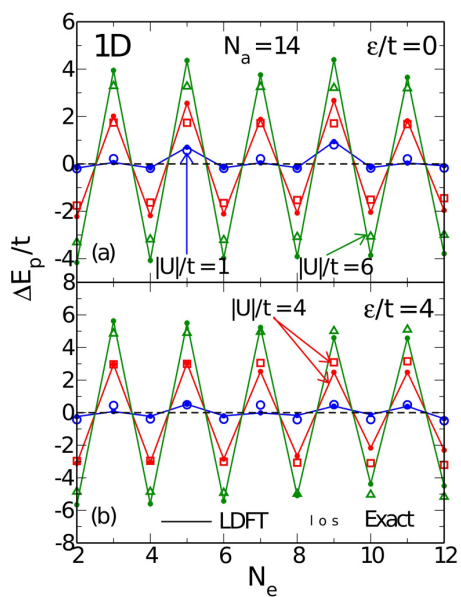 1D N_a=14 ε/t=0
6
4
2
0
-2
-4
ΔE_p/t
(a) |U|/t=1 |U|/t=6
8
6
4
2
0
-2
-4
-6
-8
|U|/t=4 ε/t=4
(b) LDFT l o s Exact
2 4 6 8 10 12
N_e